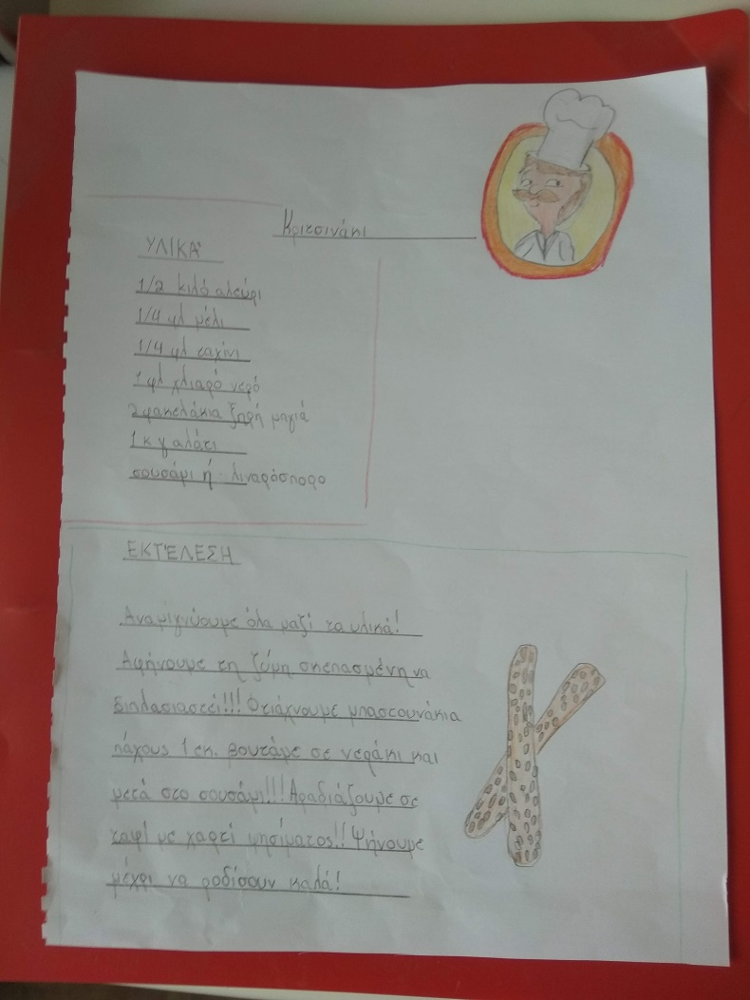 Κριτσινάκι
ΥΛΙΚΑ
1/2 κιλό αλεύρι
1/4 φλ μέλι
1/4 φλ ταχίνι
1 φλ χλιαρό νερό
2 φακελάκια ξηρή μαγιά
1 κ γ αλάτι
σουσάμι ή λιναρόσπορο
ΕΚΤΕΛΕΣΗ
Αναμιγνύουμε όλα μαζί τα υλικά!
Αφήνουμε τη ζύμη σκεπασμένη να
διπλασιαστεί!!! Φτιάχνουμε μπαστουνάκια
πάχους 1 εκ. βουτάμε σε νεράκι και
μετά στο σουσάμι!!! Αραδιάζουμε σε
ταψί με χαρτί ψησίματος!! Ψήνουμε
μέχρι να ροδίσουν καλά!